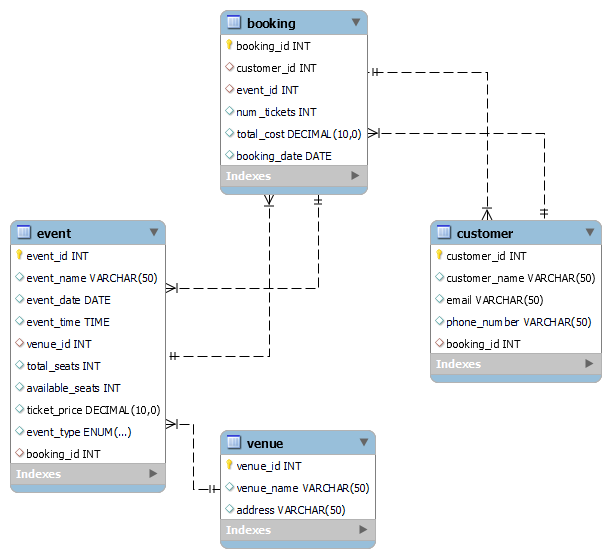 booking
booking_id INT
customer_id INT
event_id INT
num_tickets INT
total_cost DECIMAL(10,0)
booking_date DATE
Indexes
event
event_id INT
event_name VARCHAR(50)
event_date DATE
event_time TIME
venue_id INT
total_seats INT
available_seats INT
ticket_price DECIMAL(10,0)
event_type ENUM(...)
booking_id INT
Indexes
customer
customer_id INT
customer_name VARCHAR(50)
email VARCHAR(50)
phone_number VARCHAR(50)
booking_id INT
Indexes
venue
venue_id INT
venue_name VARCHAR(50)
address VARCHAR(50)
Indexes